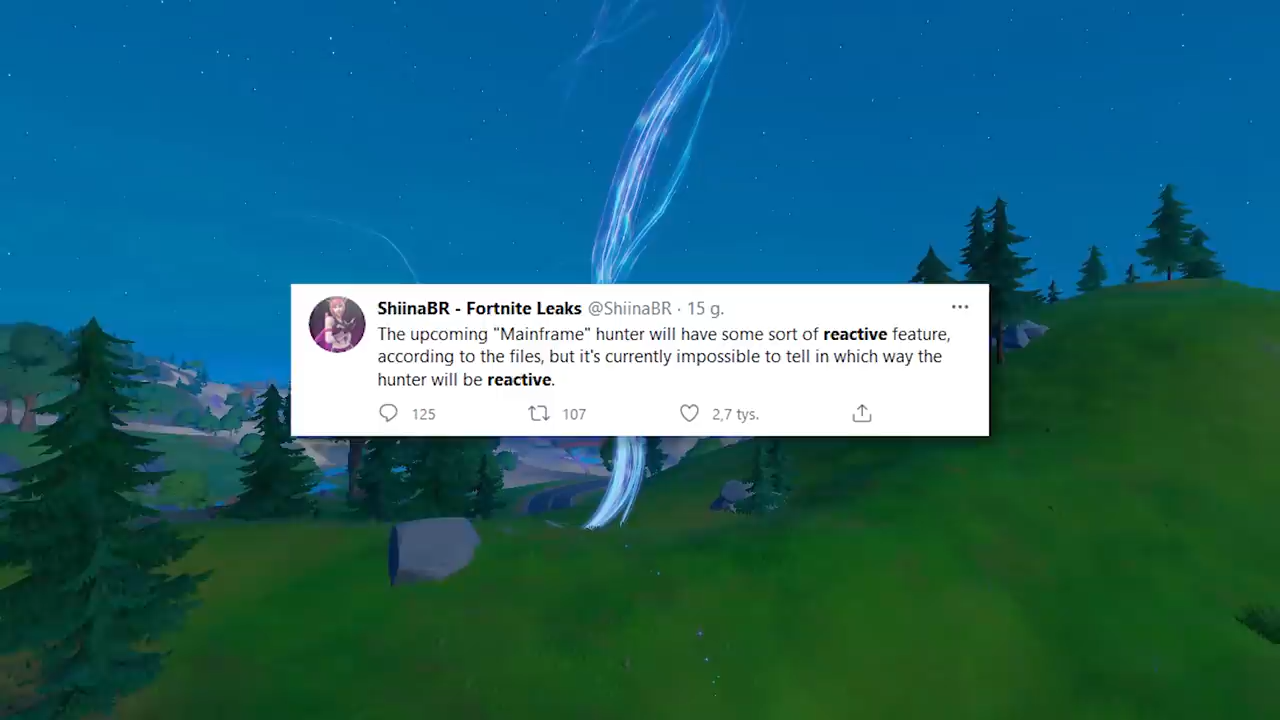 ShiinaBR - Fortnite Leaks @ShiinaBR · 15 g.
The upcoming "Mainframe" hunter will have some sort of reactive feature,
according to the files, but it's currently impossible to tell in which way the
hunter will be reactive.
125 107 2,7 tys.